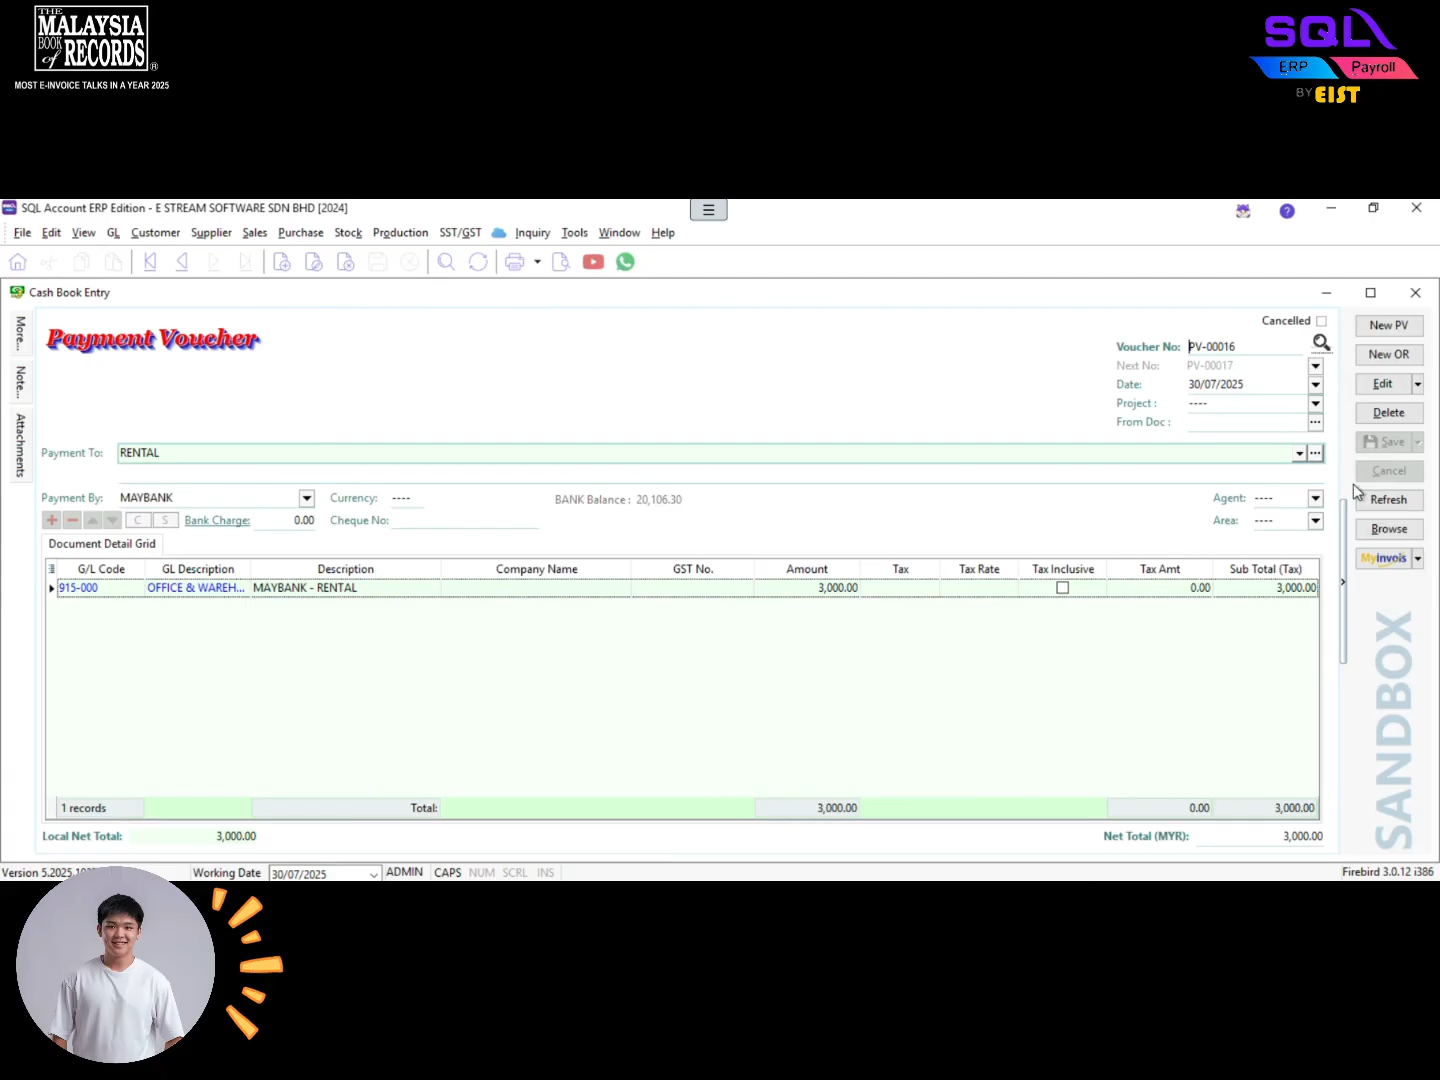 THE
MALAYSIA
BOOK
of RECORDS®
MOST E-INVOICE TALKS IN A YEAR 2025
SQL
ERP Payroll
BY EIST
SQL Account ERP Edition - E STREAM SOFTWARE SDN BHD [2024]
File Edit View GL Customer Supplier Sales Purchase Stock Production SST/GST Inquiry Tools Window Help
Cash Book Entry
More...
Note...
Attachments
Payment Voucher
Cancelled
Voucher No: PV-00016
Next No: PV-00017
Date: 30/07/2025
Project : ----
From Doc :
Payment To: RENTAL
Payment By: MAYBANK Currency: ---- BANK Balance : 20,106.30 Agent: ----
C S Bank Charge: 0.00 Cheque No: Area: ----
Document Detail Grid
G/L Code GL Description Description Company Name GST No. Amount Tax Tax Rate Tax Inclusive Tax Amt Sub Total (Tax)
915-000 OFFICE & WAREH... MAYBANK - RENTAL 3,000.00 0.00 3,000.00
1 records Total: 3,000.00 0.00 3,000.00
Local Net Total: 3,000.00 Net Total (MYR): 3,000.00
New PV
New OR
Edit
Delete
Save
Cancel
Refresh
Browse
MyInvois
SANDBOX
Working Date 30/07/2025 ADMIN CAPS NUM SCRL INS Firebird 3.0.12 i386
Version 5.2025